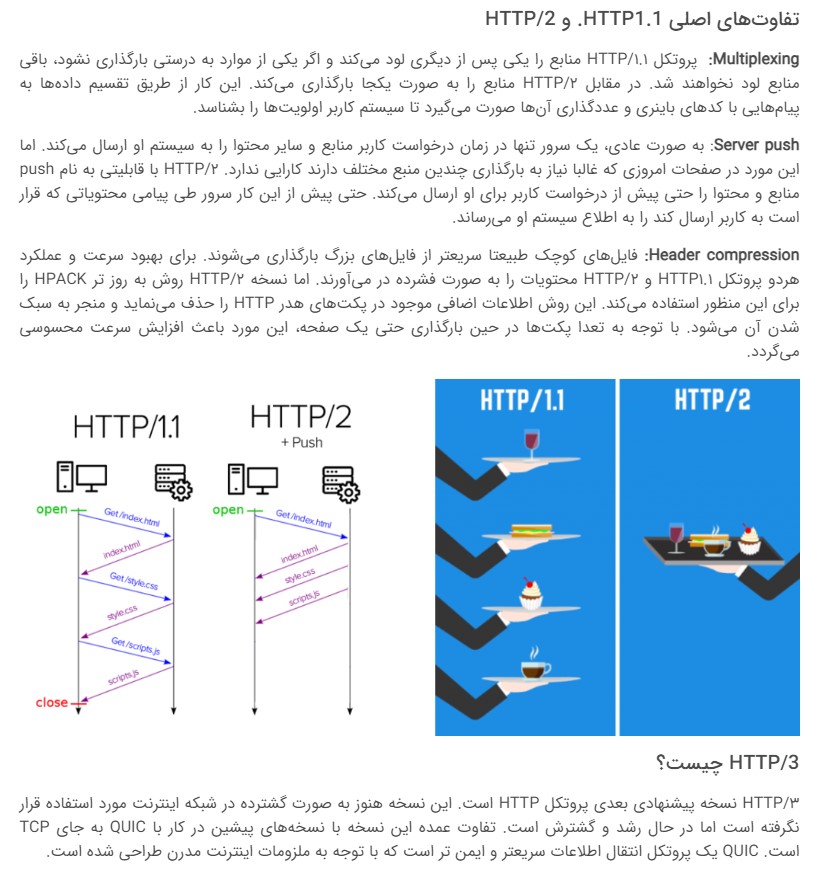 تفاوت‌های اصلی HTTP1.1. و HTTP/2
Multiplexing: پروتکل HTTP/۱.۱ منابع را یکی پس از دیگری لود می‌کند و اگر یکی از موارد به درستی بارگذاری نشود، باقی
منابع لود نخواهند شد. در مقابل HTTP/۲ منابع را به صورت یکجا بارگذاری می‌کند. این کار از طریق تقسیم داده‌ها به
پیام‌هایی با کدهای باینری و عددگذاری آن‌ها صورت می‌گیرد تا سیستم کاربر اولویت‌ها را بشناسد.
Server push: به صورت عادی، یک سرور تنها در زمان درخواست کاربر منابع و سایر محتوا را به سیستم او ارسال می‌کند. اما
این مورد در صفحات امروزی که غالبا نیاز به بارگذاری چندین منبع مختلف دارند کارایی ندارد. HTTP/۲ با قابلیتی به نام push
منابع و محتوا را حتی پیش از درخواست کاربر برای او ارسال می‌کند. حتی پیش از این کار سرور طی پیامی محتویاتی که قرار
است به کاربر ارسال کند را به اطلاع سیستم او می‌رساند.
Header compression: فایل‌های کوچک طبیعتا سریعتر از فایل‌های بزرگ بارگذاری می‌شوند. برای بهبود سرعت و عملکرد
هردو پروتکل HTTP۱.۱ و HTTP/۲ محتویات را به صورت فشرده در می‌آورند. اما نسخه HTTP/۲ روش به روز تر HPACK را
برای این منظور استفاده می‌کند. این روش اطلاعات اضافی موجود در پکت‌های هدر HTTP را حذف می‌نماید و منجر به سبک
شدن آن می‌شود. با توجه به تعدا پکت‌ها در حین بارگذاری حتی یک صفحه، این مورد باعث افزایش سرعت محسوسی
می‌گردد.
HTTP/1.1
open
Get /index.html
index.html
Get /style.css
style.css
Get /scripts.js
scripts.js
close
HTTP/2
+ Push
open
Get /index.html
index.html
style.css
scripts.js
HTTP/1.1
HTTP/2
HTTP/3 چیست؟
HTTP/۳ نسخه پیشنهادی بعدی پروتکل HTTP است. این نسخه هنوز به صورت گشترده در شبکه اینترنت مورد استفاده قرار
نگرفته است اما در حال رشد و گشترش است. تفاوت عمده این نسخه با نسخه‌های پیشین در کار با QUIC به جای TCP
است. QUIC یک پروتکل انتقال اطلاعات سریعتر و ایمن تر است که با توجه به ملزومات اینترنت مدرن طراحی شده است.